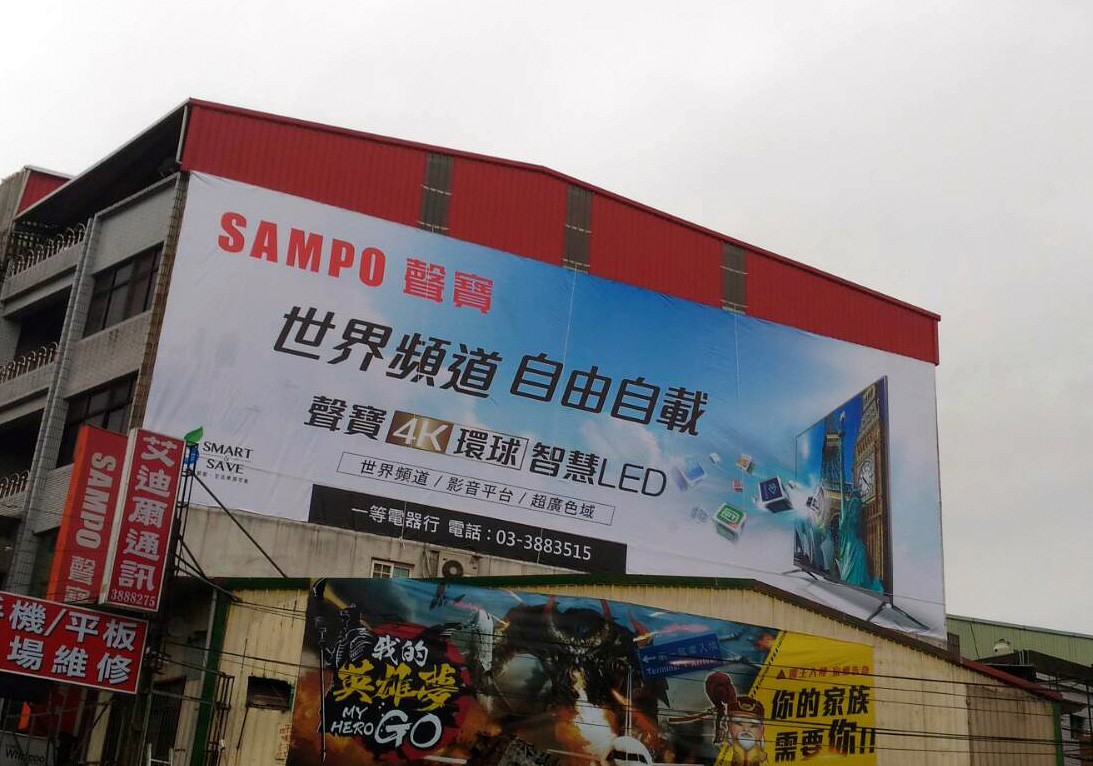 SAMPO 聲寶
世界頻道 自由自載
聲寶4K環球智慧LED
世界頻道 / 影音平台 / 超廣色域
一等電器行 電話：03-3883515
SMART
SAVE
SAMPO 聲寶
艾迪爾通訊
3888275
機/平板
場維修
我的
英雄夢
MY
HERO GO
你的家族
需要你!!
Whirlpool